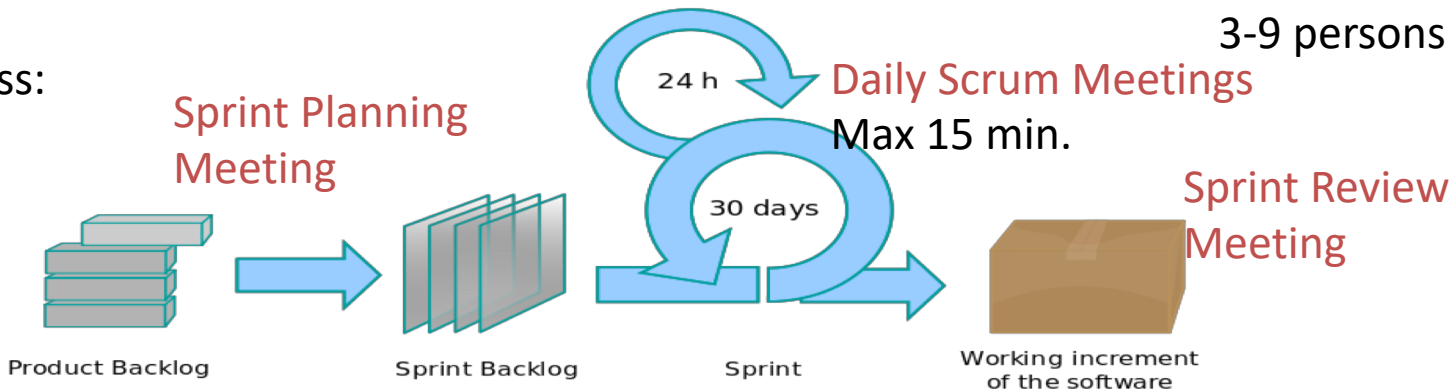 3-9 persons
ss:
Sprint Planning
Meeting
24 h
Daily Scrum Meetings
Max 15 min.
30 days
Sprint Review
Meeting
Product Backlog
Sprint Backlog
Sprint
Working increment
of the software